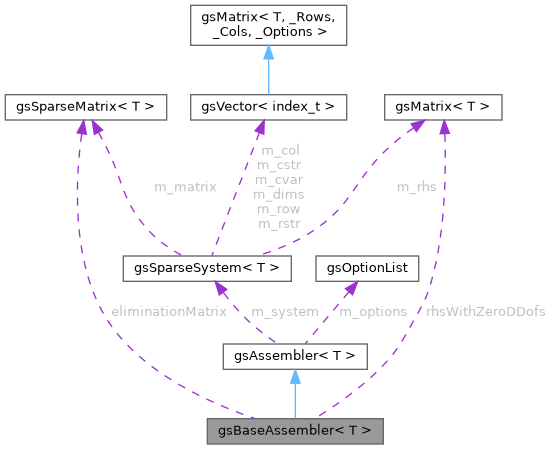 gsMatrix< T, _Rows,
_Cols, _Options >
gsSparseMatrix< T >
gsVector< index_t >
gsMatrix< T >
m_col
m_cstr
m_cvar
m_dims
m_row
m_rstr
m_matrix
m_rhs
gsSparseSystem< T >
gsOptionList
eliminationMatrix
m_system
m_options
rhsWithZeroDDofs
gsAssembler< T >
gsBaseAssembler< T >